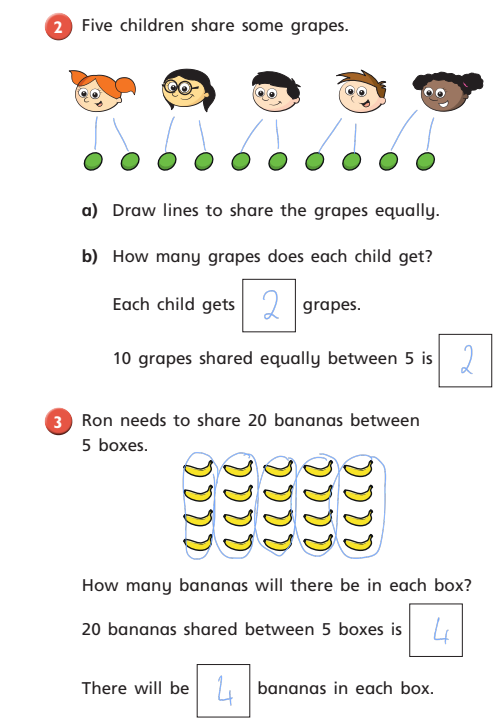 2 Five children share some grapes.
a) Draw lines to share the grapes equally.
b) How many grapes does each child get?
Each child gets 2 grapes.
10 grapes shared equally between 5 is 2
3 Ron needs to share 20 bananas between
5 boxes.
How many bananas will there be in each box?
20 bananas shared between 5 boxes is 4
There will be 4 bananas in each box.